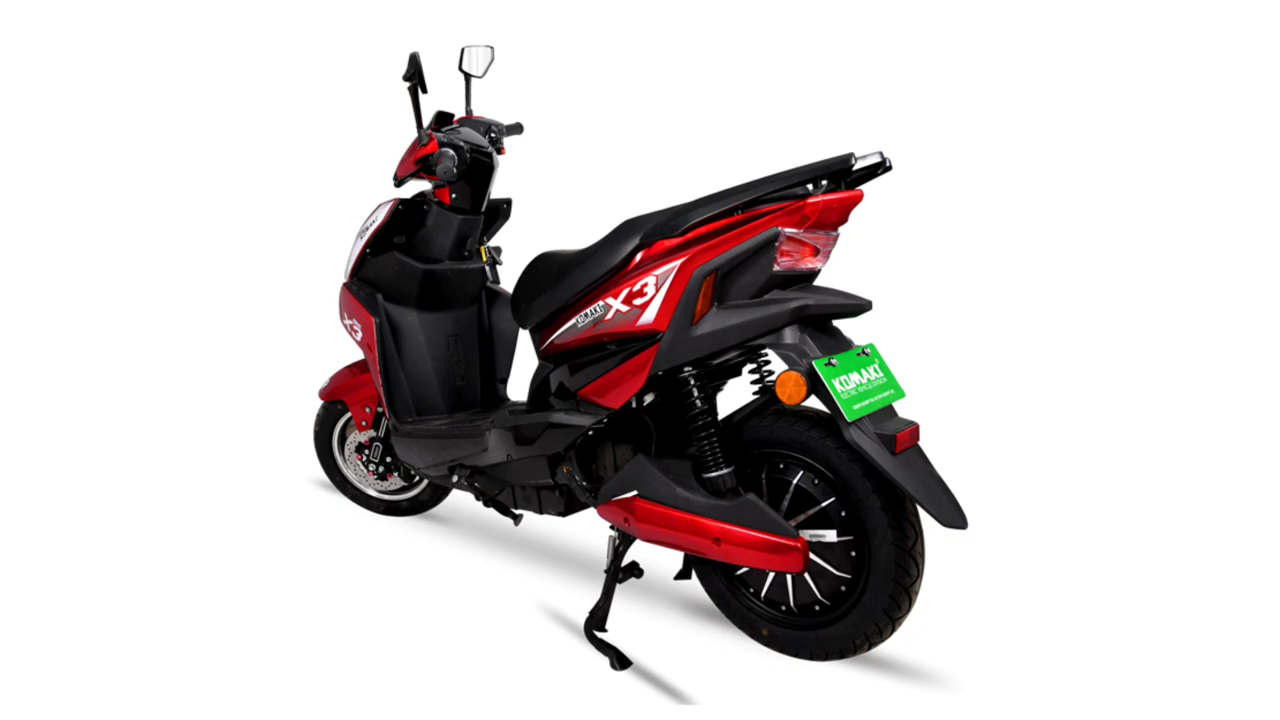 KOMAKI
X3
KOMAKI X3
KOMAKI
ELECTRIC VEHICLE DIVISION